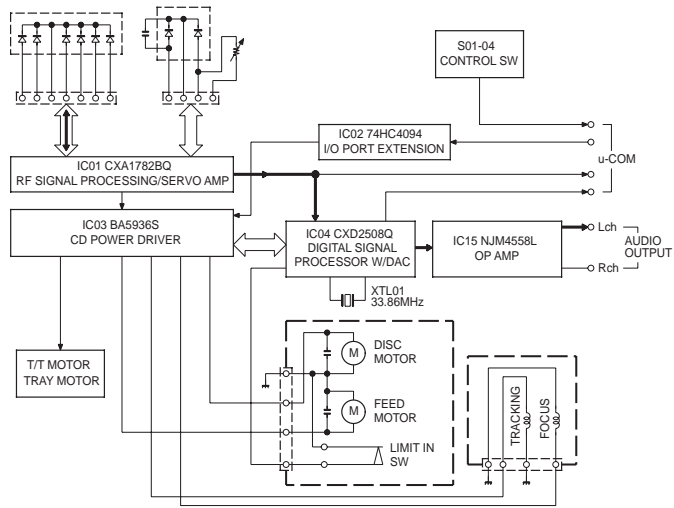 S01-04
CONTROL SW
IC02 74HC4094
I/O PORT EXTENSION
u-COM
IC01 CXA1782BQ
RF SIGNAL PROCESSING/SERVO AMP
IC03 BA5936S
CD POWER DRIVER
IC04 CXD2508Q
DIGITAL SIGNAL
PROCESSOR W/DAC
IC15 NJM4558L
OP AMP
Lch
AUDIO
OUTPUT
Rch
XTL01
33.86MHz
T/T MOTOR
TRAY MOTOR
M
DISC
MOTOR
M
FEED
MOTOR
LIMIT IN
SW
TRACKING
FOCUS